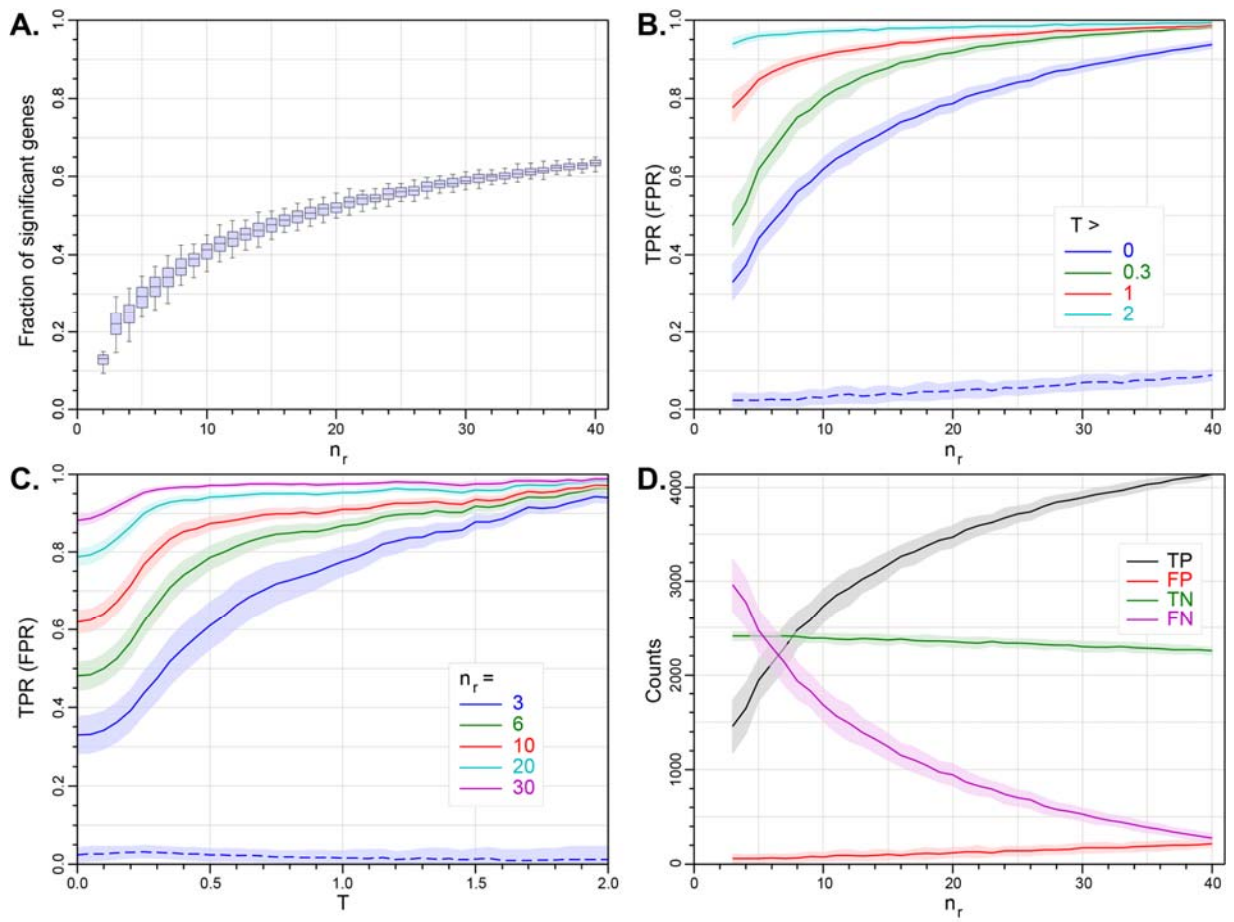 A.
Fraction of significant genes
0.0 0.2 0.4 0.6 0.8 1.0
0 10 20 30 40
nr
B.
TPR (FPR)
0.0 0.2 0.4 0.6 0.8 1.0
T >
0
0.3
1
2
0 10 20 30 40
nr
C.
TPR (FPR)
0.0 0.2 0.4 0.6 0.8 1.0
nr =
3
6
10
20
30
0.0 0.5 1.0 1.5 2.0
T
D.
Counts
0 1000 2000 3000 4000
TP
FP
TN
FN
0 10 20 30 40
nr